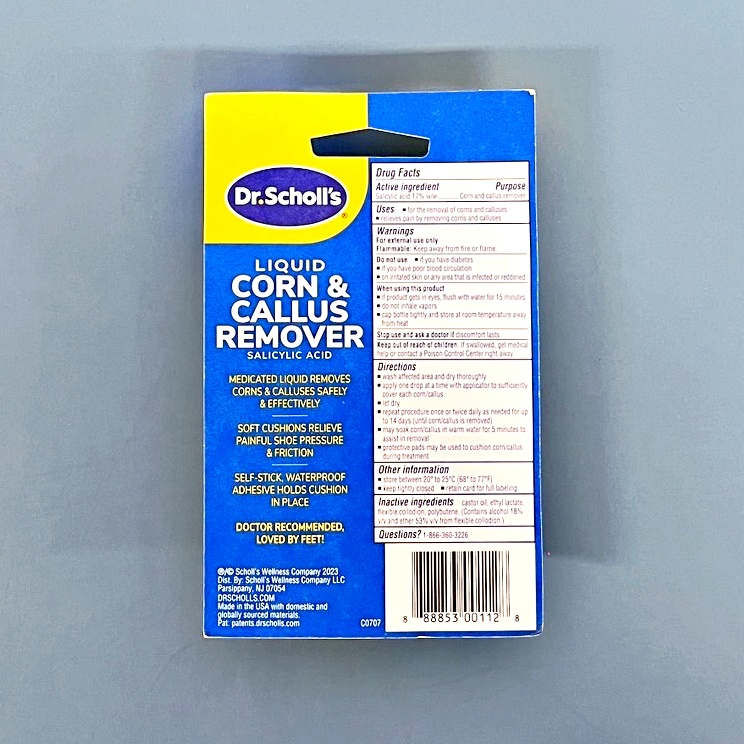 Dr.Scholl's®
LIQUID
CORN &
CALLUS
REMOVER
SALICYLIC ACID
MEDICATED LIQUID REMOVES
CORNS & CALLUSES SAFELY
& EFFECTIVELY
SOFT CUSHIONS RELIEVE
PAINFUL SHOE PRESSURE
& FRICTION
SELF-STICK, WATERPROOF
ADHESIVE HOLDS CUSHION
IN PLACE
DOCTOR RECOMMENDED,
LOVED BY FEET!
®/© Scholl's Wellness Company 2023
Dist. By: Scholl's Wellness Company LLC
Parsippany, NJ 07054
DRSCHOLLS.COM
Made in the USA with domestic and
globally sourced materials.
Pat: patents.drscholls.com
C0707
Drug Facts
Active ingredient Purpose
Salicylic acid 17% w/w Corn and callus remover
Uses ▪ for the removal of corns and calluses
▪ relieves pain by removing corns and calluses
Warnings
For external use only
Flammable: Keep away from fire or flame.
Do not use ▪ if you have diabetes
▪ if you have poor blood circulation
▪ on irritated skin or any area that is infected or reddened
When using this product
▪ if product gets in eyes, flush with water for 15 minutes
▪ do not inhale vapors
▪ cap bottle tightly and store at room temperature away
from heat
Stop use and ask a doctor if discomfort lasts
Keep out of reach of children. If swallowed, get medical
help or contact a Poison Control Center right away.
Directions
▪ wash affected area and dry thoroughly
▪ apply one drop at a time with applicator to sufficiently
cover each corn/callus
▪ let dry
▪ repeat procedure once or twice daily as needed for up
to 14 days (until corn/callus is removed)
▪ may soak corn/callus in warm water for 5 minutes to
assist in removal
▪ protective pads may be used to cushion corn/callus
during treatment
Other information
▪ store between 20° to 25°C (68° to 77°F)
▪ keep tightly closed ▪ retain card for full labeling
Inactive ingredients castor oil, ethyl lactate,
flexible collodion, polybutene. (Contains alcohol 18%
v/v and ether 53% v/v from flexible collodion.)
Questions? 1-866-360-3226
8 88853 00112 8